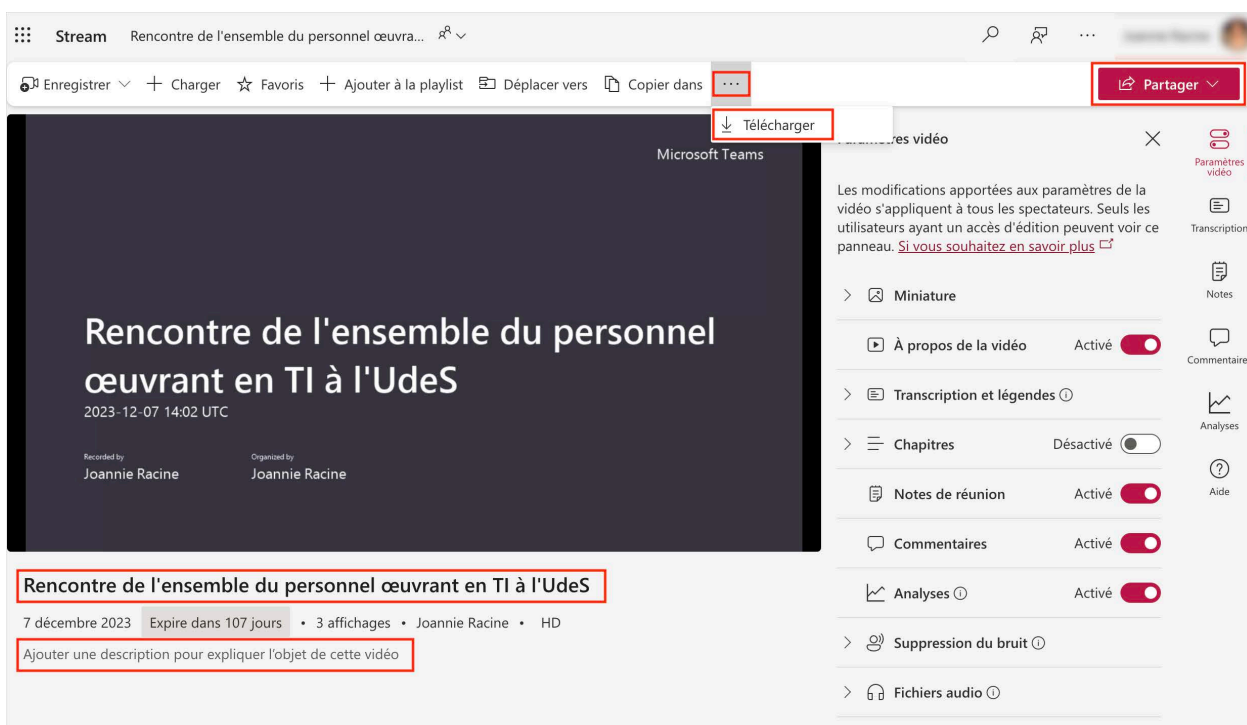 Stream Rencontre de l'ensemble du personnel œuvra...
Enregistrer Charger Favoris Ajouter à la playlist Déplacer vers Copier dans ... Partager
Télécharger
Microsoft Teams
Rencontre de l'ensemble du personnel
œuvrant en TI à l'UdeS
2023-12-07 14:02 UTC
Recorded by Organized by
Joannie Racine Joannie Racine
Rencontre de l'ensemble du personnel œuvrant en TI à l'UdeS
7 décembre 2023 Expire dans 107 jours • 3 affichages • Joannie Racine • HD
Ajouter une description pour expliquer l'objet de cette vidéo
vidéo
Les modifications apportées aux paramètres de la
vidéo s'appliquent à tous les spectateurs. Seuls les
utilisateurs ayant un accès d'édition peuvent voir ce
panneau. Si vous souhaitez en savoir plus
Miniature
À propos de la vidéo Activé
Transcription et légendes
Chapitres Désactivé
Notes de réunion Activé
Commentaires Activé
Analyses Activé
Suppression du bruit
Fichiers audio
Paramètres
vidéo
Transcription
Notes
Commentaire
Analyses
Aide